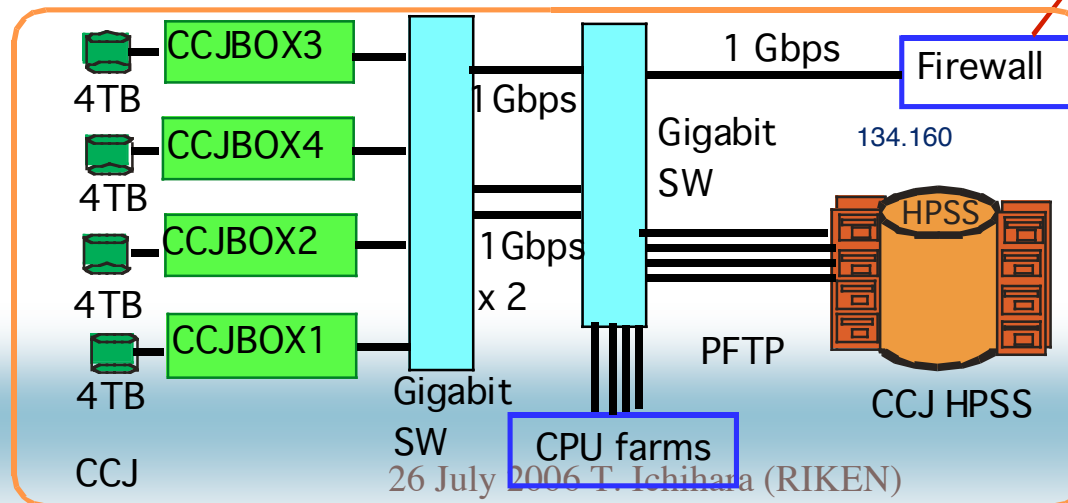 CCJBOX3
4TB
CCJBOX4
4TB
CCJBOX2
4TB
CCJBOX1
4TB
CCJ
1Gbps
1Gbps
x 2
Gigabit
SW
1 Gbps
Firewall
134.160
Gigabit
SW
HPSS
PFTP
CCJ HPSS
CPU farms
26 July 2006 T. Ichihara (RIKEN)